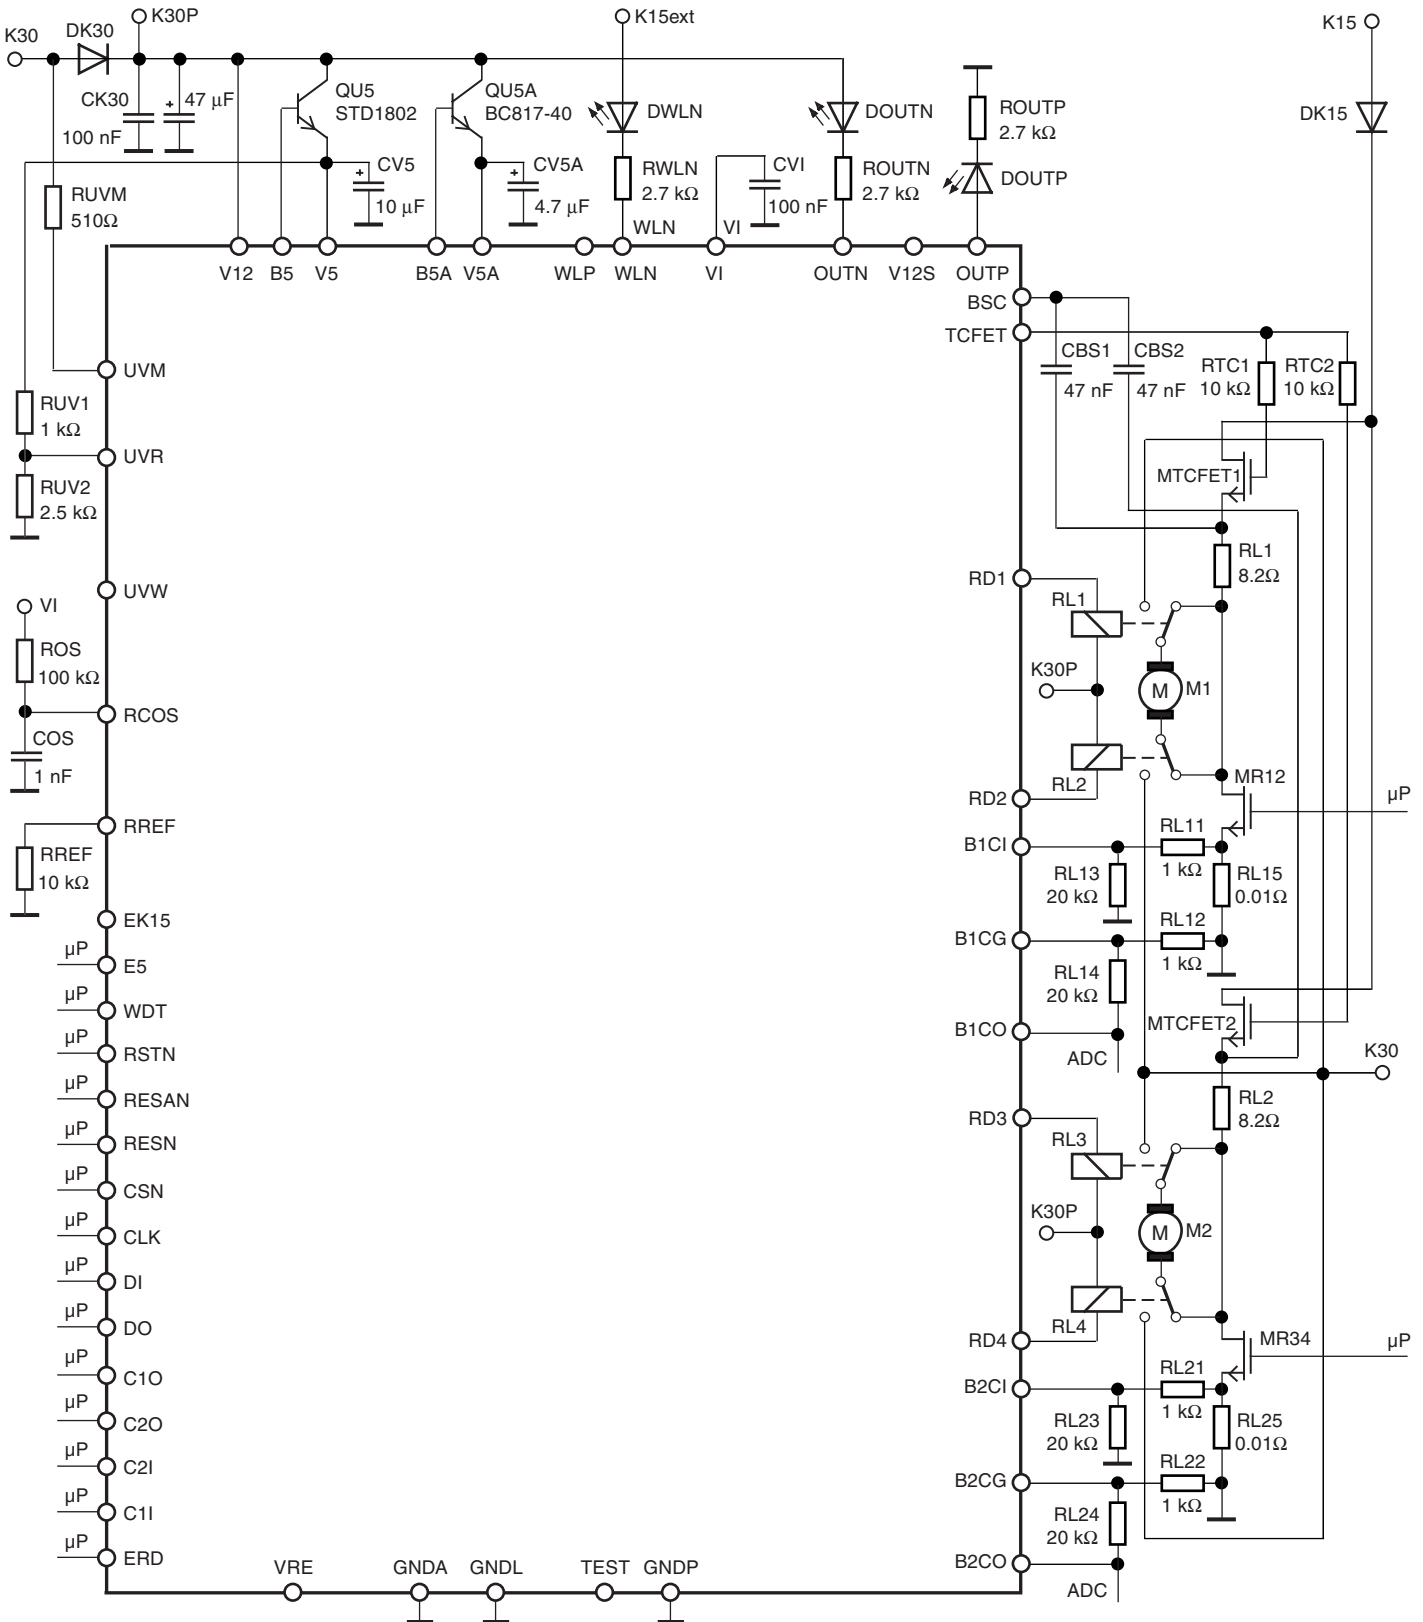 K30
DK30
K30P
K15ext
K15
CK30
100 nF
47 μF
QU5
STD1802
QU5A
BC817-40
DWLN
DOUTN
ROUTP
2.7 kΩ
DK15
RUVM
510Ω
CV5
10 μF
CV5A
4.7 μF
RWLN
2.7 kΩ
CVI
100 nF
ROUTN
2.7 kΩ
DOUTP
WLN
VI
V12
B5
V5
B5A
V5A
WLP
WLN
VI
OUTN
V12S
OUTP
BSC
TCFET
CBS1
47 nF
CBS2
47 nF
RTC1
10 kΩ
RTC2
10 kΩ
UVM
RUV1
1 kΩ
UVR
RUV2
2.5 kΩ
MTCFET1
RL1
8.2Ω
UVW
RD1
RL1
VI
ROS
100 kΩ
K30P
M
M1
RCOS
COS
1 nF
RL2
RD2
MR12
μP
RREF
RREF
10 kΩ
B1CI
RL11
1 kΩ
RL13
20 kΩ
RL15
0.01Ω
EK15
B1CG
RL12
1 kΩ
μP
E5
RL14
20 kΩ
μP
WDT
MTCFET2
B1CO
ADC
μP
RSTN
K30
μP
RESAN
RL2
8.2Ω
RD3
μP
RESN
RL3
μP
CSN
K30P
M
M2
μP
CLK
μP
DI
μP
DO
RL4
RD4
MR34
μP
μP
C1O
B2CI
RL21
1 kΩ
μP
C2O
RL23
20 kΩ
RL25
0.01Ω
μP
C2I
B2CG
RL22
1 kΩ
μP
C1I
RL24
20 kΩ
μP
ERD
B2CO
ADC
VRE
GNDA
GNDL
TEST
GNDP